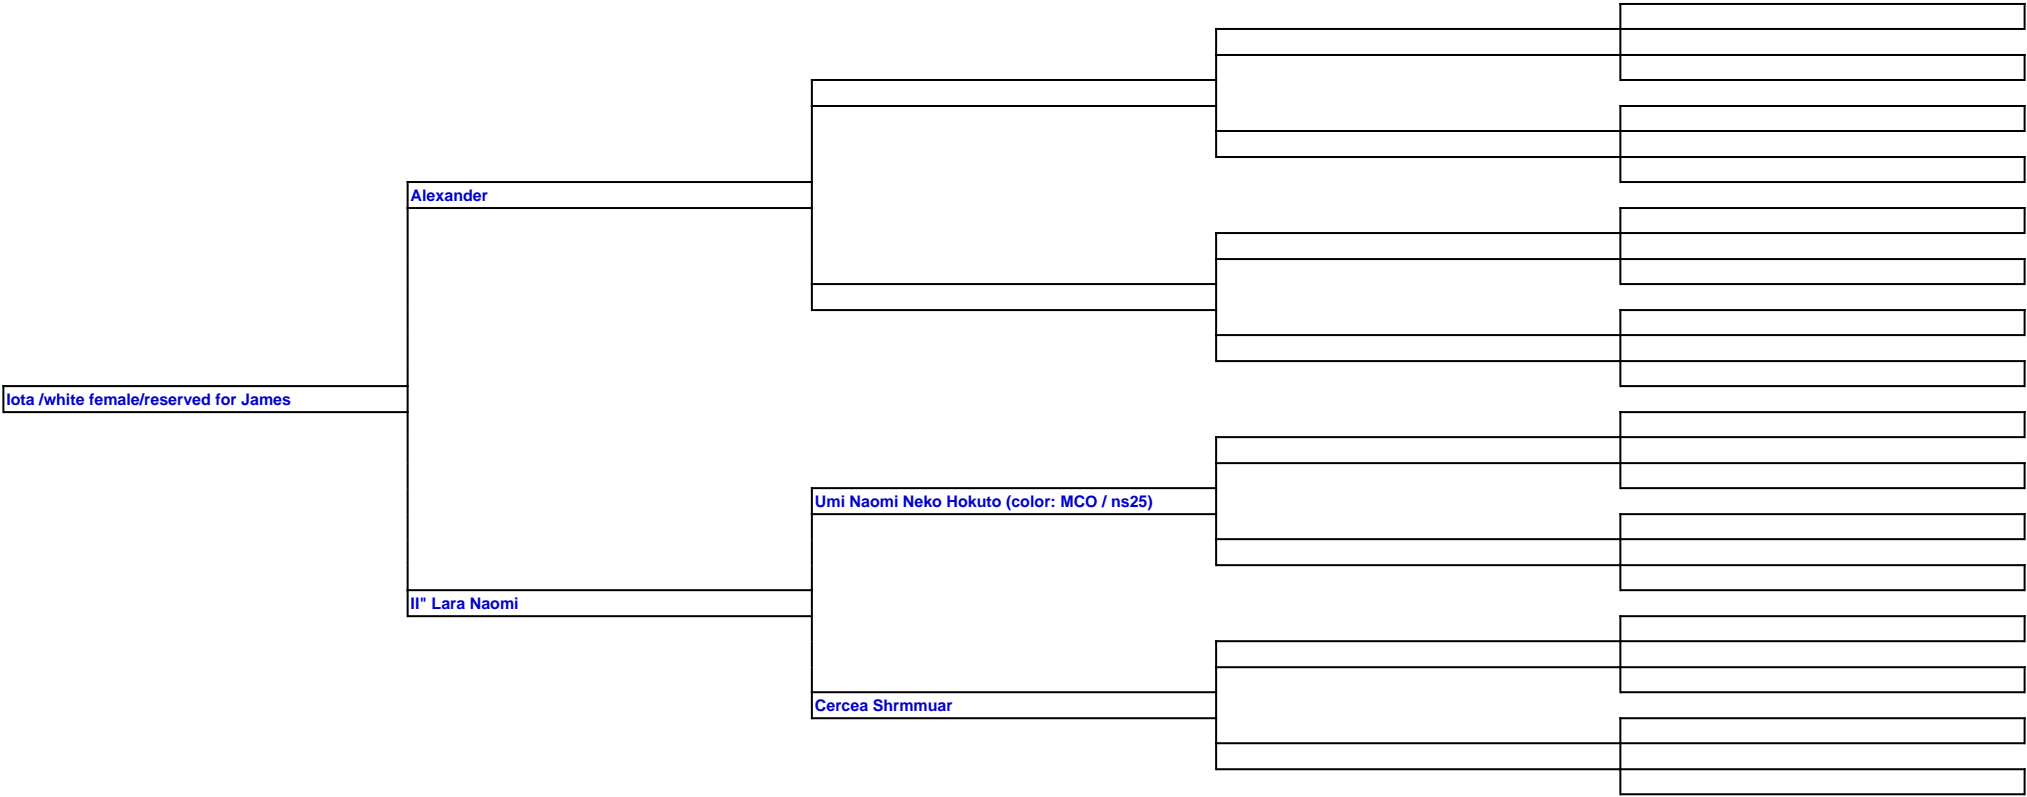 Alexander
Iota /white female/reserved for James
Umi Naomi Neko Hokuto (color: MCO / ns25)
II" Lara Naomi
Cercea Shrmmuar